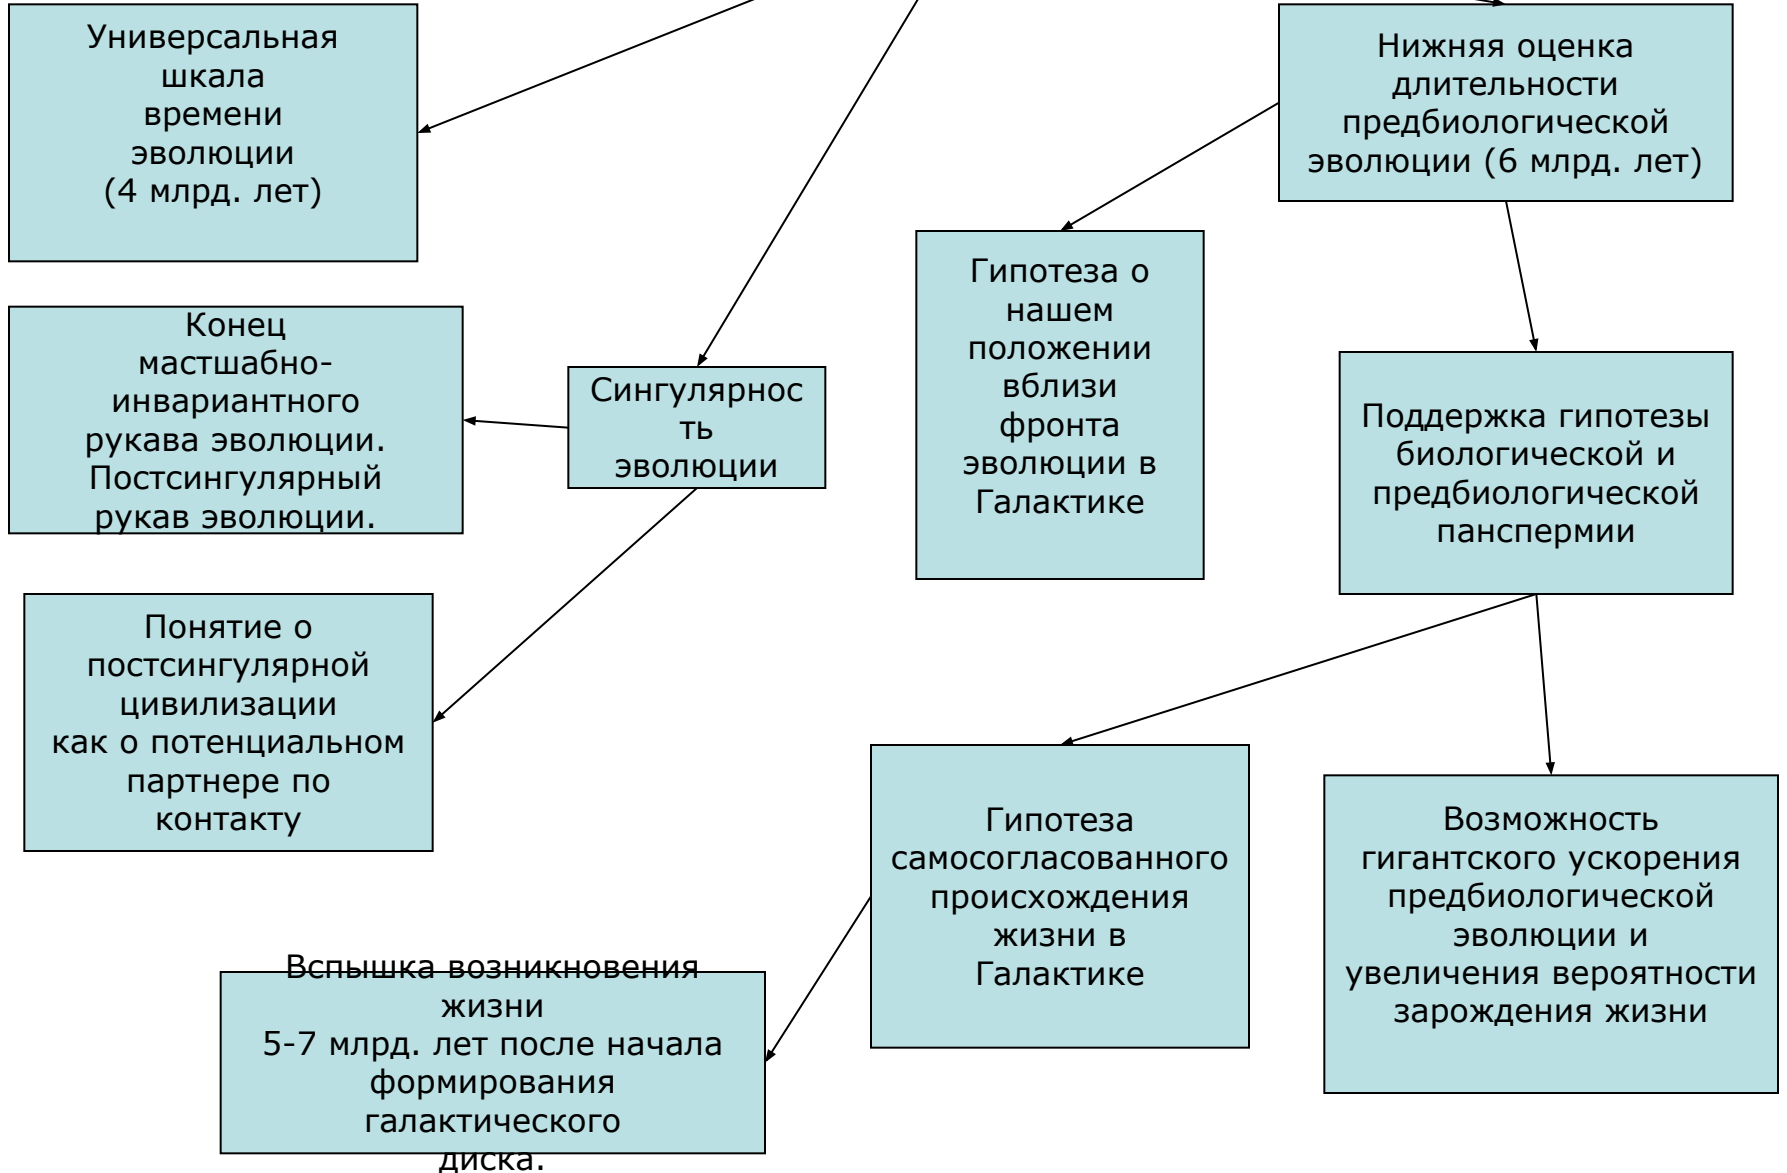 Универсальная
шкала
времени
эволюции
(4 млрд. лет)
Нижняя оценка
длительности
предбиологической
эволюции (6 млрд. лет)
Гипотеза о
нашем
положении
вблизи
фронта
эволюции в
Галактике
Конец
мастшабно-
инвариантного
рукава эволюции.
Постсингулярный
рукав эволюции.
Сингулярнос
ть
эволюции
Поддержка гипотезы
биологической и
предбиологической
панспермии
Понятие о
постсингулярной
цивилизации
как о потенциальном
партнере по
контакту
Гипотеза
самосогласованного
происхождения
жизни в
Галактике
Возможность
гигантского ускорения
предбиологической
эволюции и
увеличения вероятности
зарождения жизни
Вспышка возникновения
жизни
5-7 млрд. лет после начала
формирования
галактического
диска.